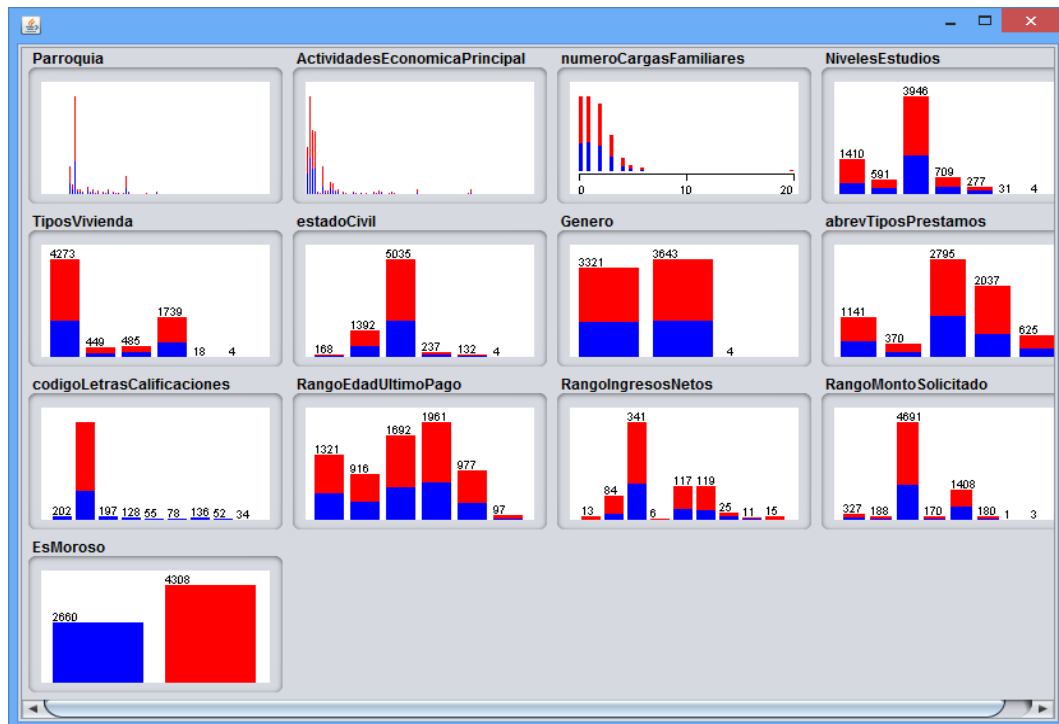 Parroquia
ActividadesEconomicaPrincipal
numeroCargasFamiliares
0 10 20
NivelesEstudios
1410 591 3946 709 277 31 4
TiposVivienda
4273 449 485 1739 18 4
estadoCivil
168 1392 5035 237 132 4
Genero
3321 3643 4
abrevTiposPrestamos
1141 370 2795 2037 625
codigoLetrasCalificaciones
202 197 128 55 78 136 52 34
RangoEdadUltimoPago
1321 916 1692 1961 977 97
RangoIngresosNetos
13 84 341 6 117 119 25 11 15
RangoMontoSolicitado
327 188 4691 170 1408 180 1 3
EsMoroso
2660 4308